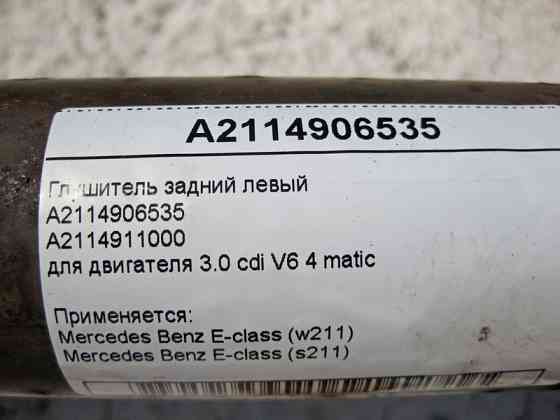 A2114906535
Глушитель задний левый
A2114906535
A2114911000
для двигателя 3.0 cdi V6 4 matic
Применяется:
Mercedes Benz E-class (w211)
Mercedes Benz E-class (s211)